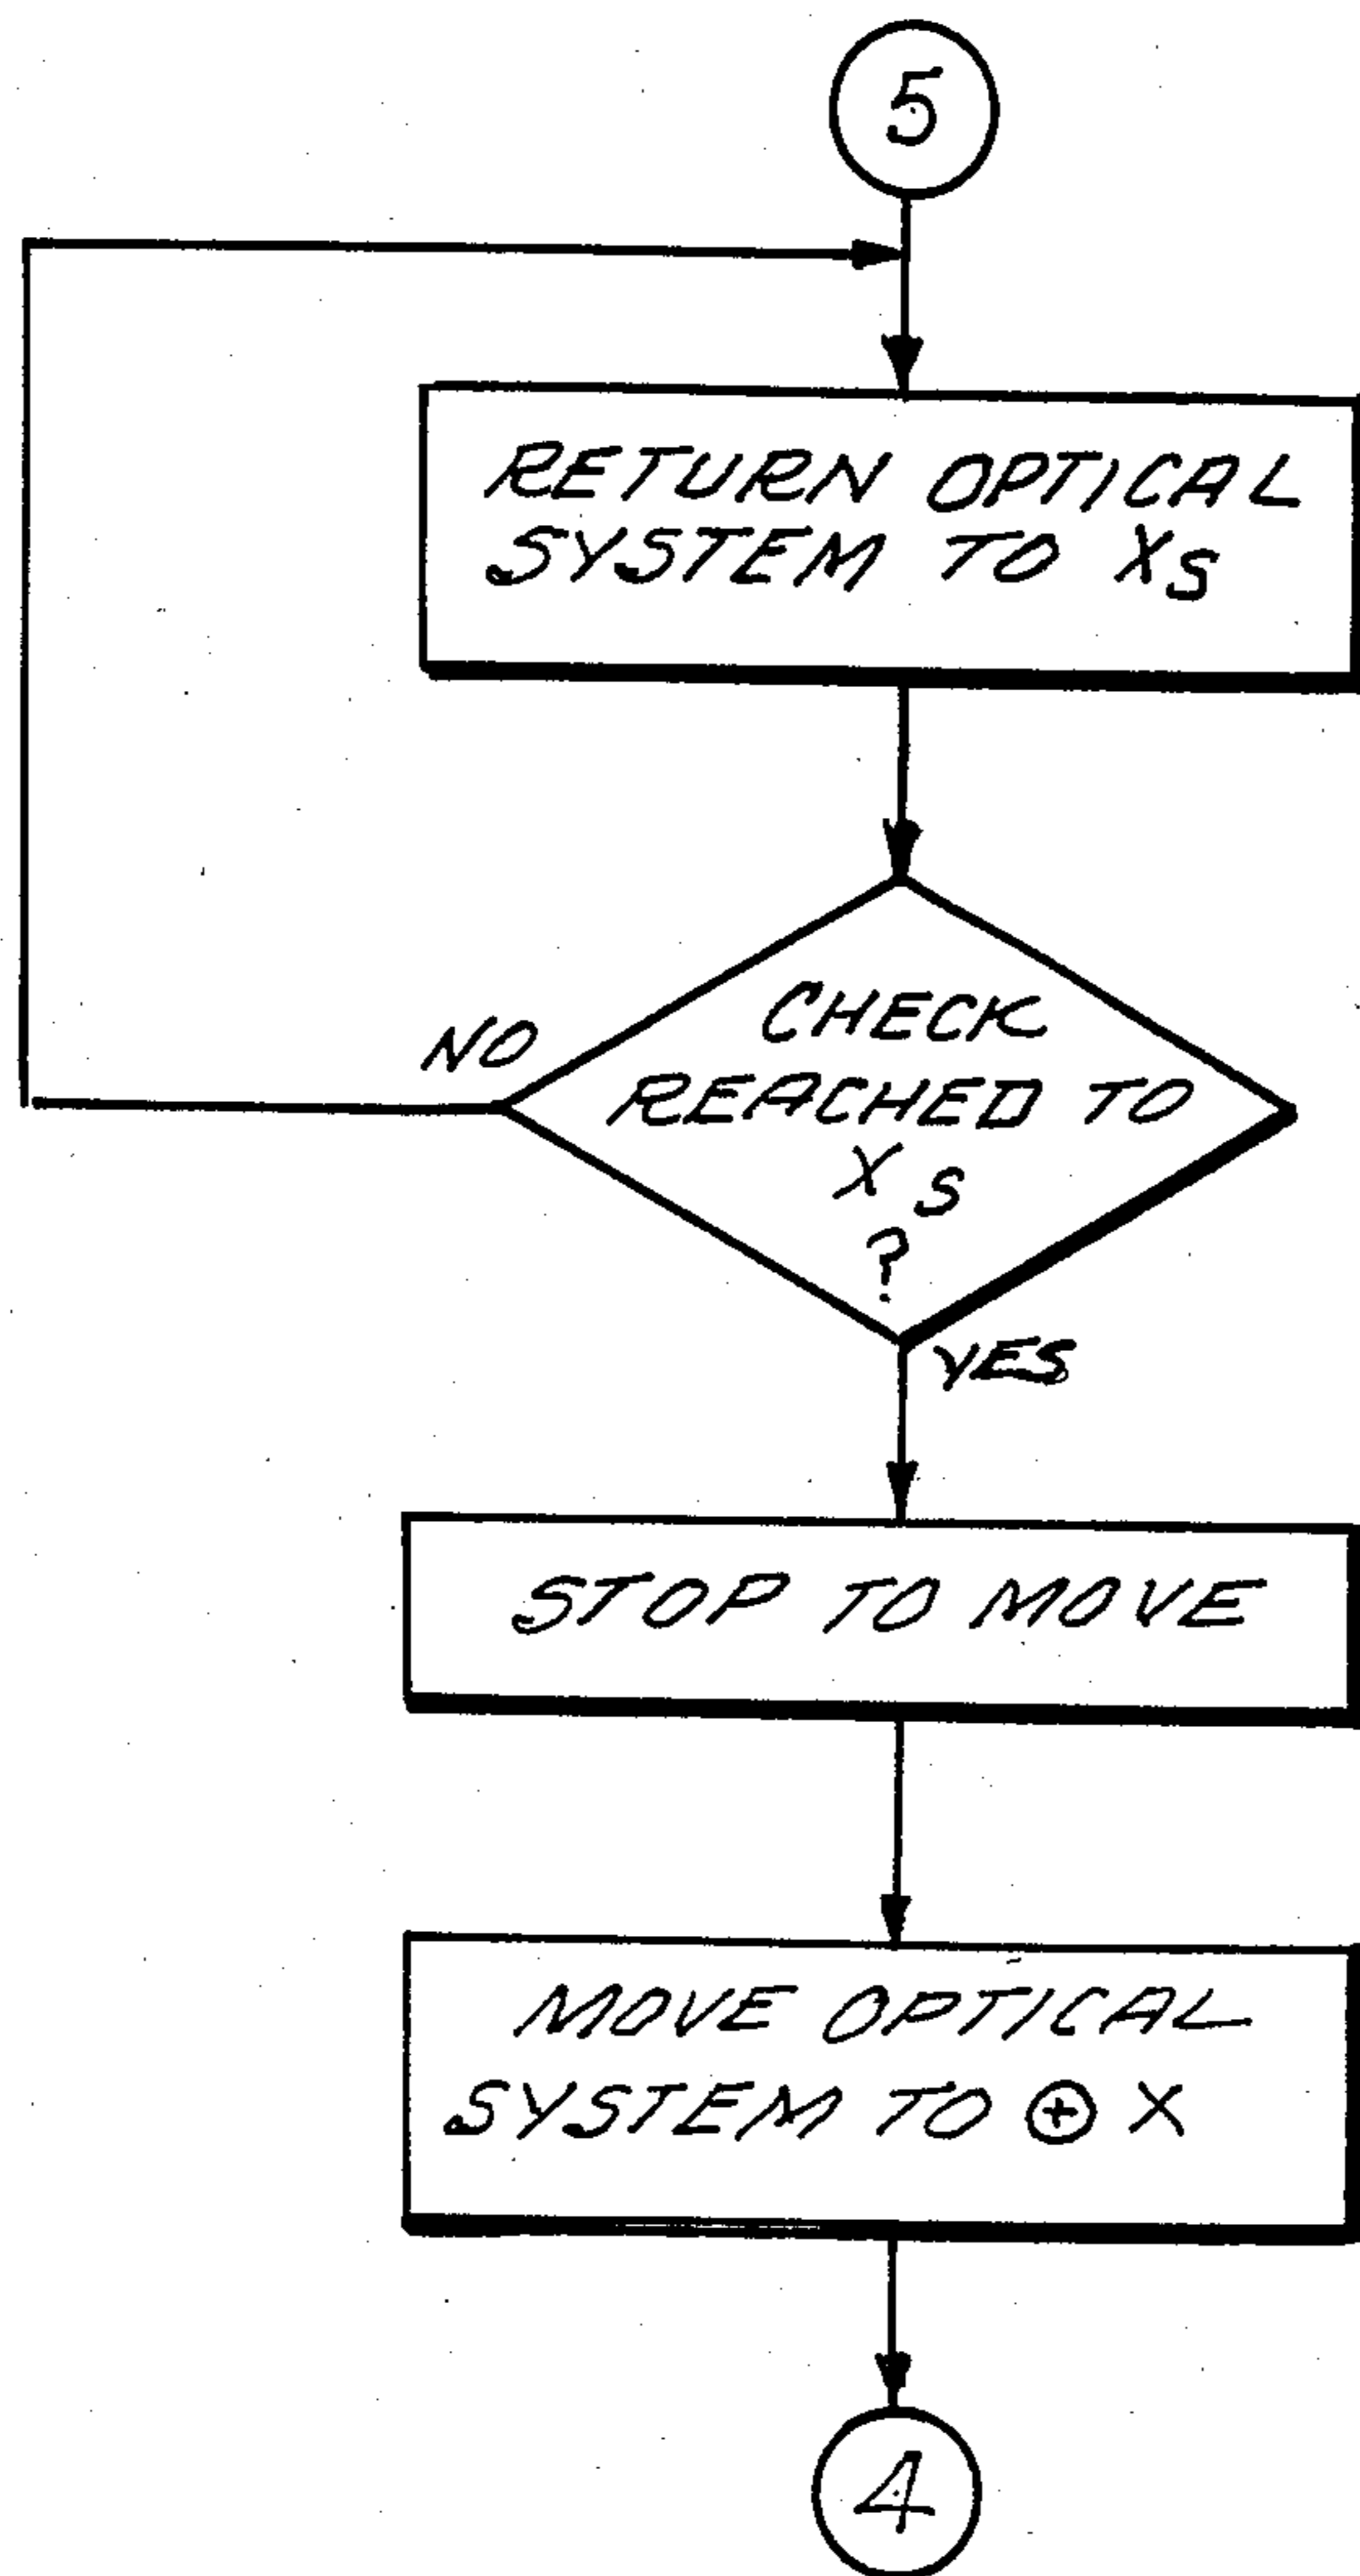 5
RETURN OPTICAL
SYSTEM TO XS
CHECK
REACHED TO
XS
?
NO
YES
STOP TO MOVE
MOVE OPTICAL
SYSTEM TO ⊕ X
4